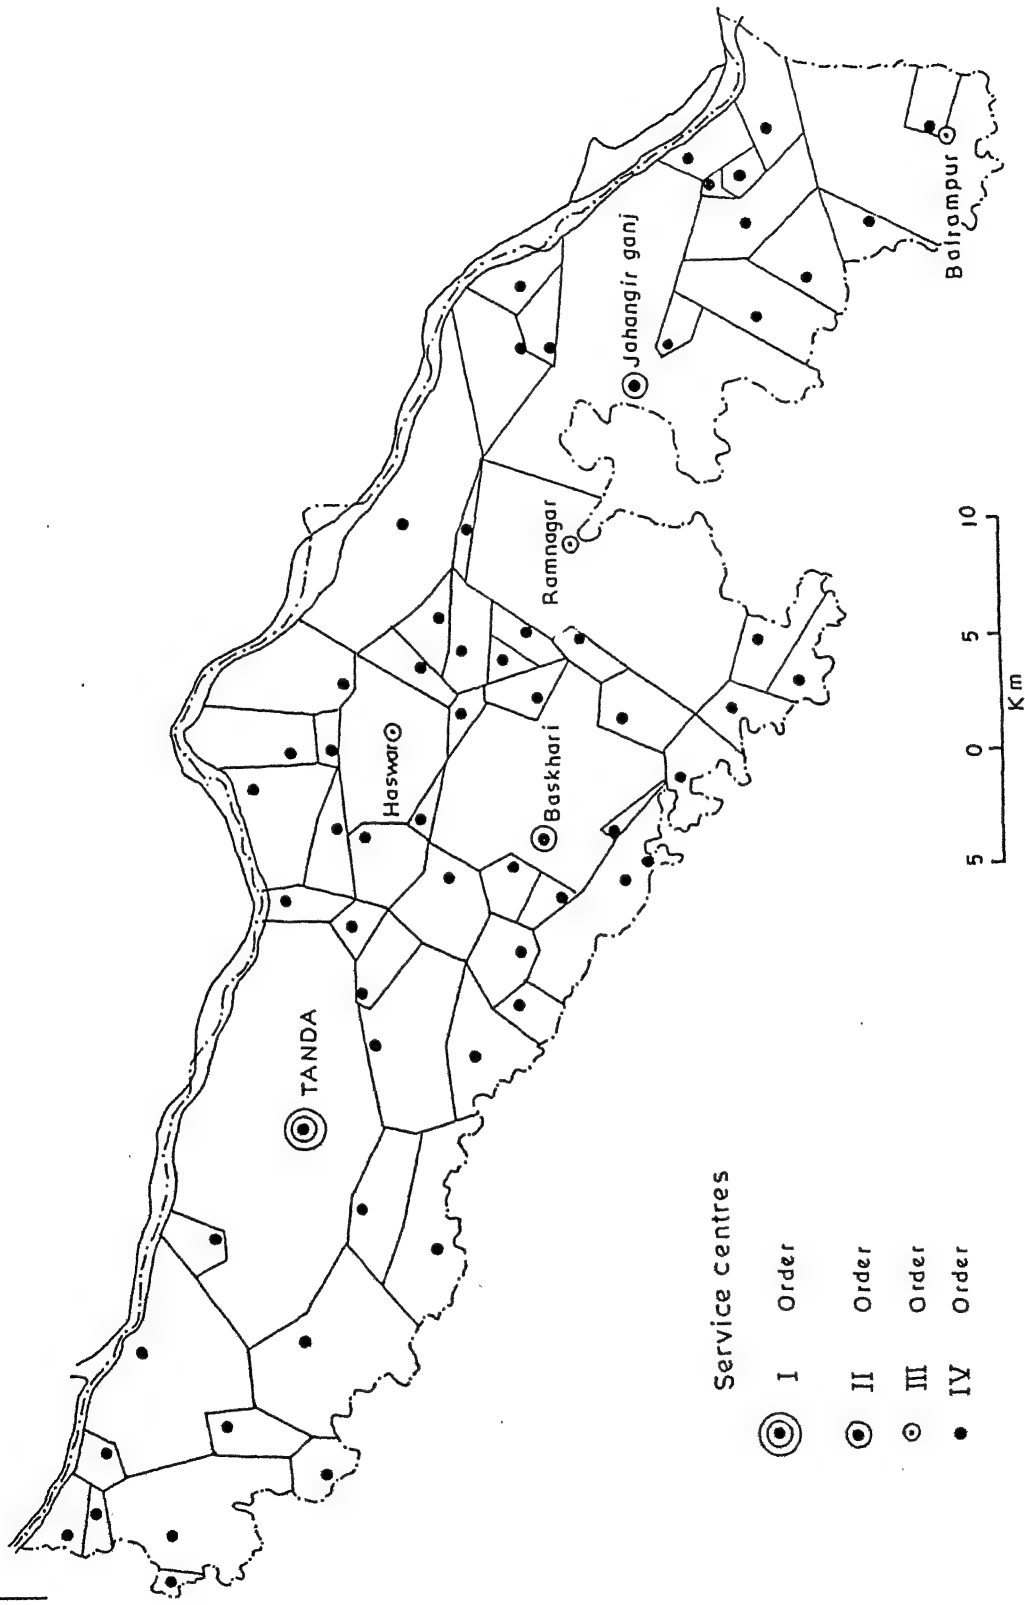 TANDA
Haswar
Baskhari
Ramnagar
Jahangir ganj
Balrampur
Service centres
I Order
II Order
III Order
IV Order
5 0 5 10
Km